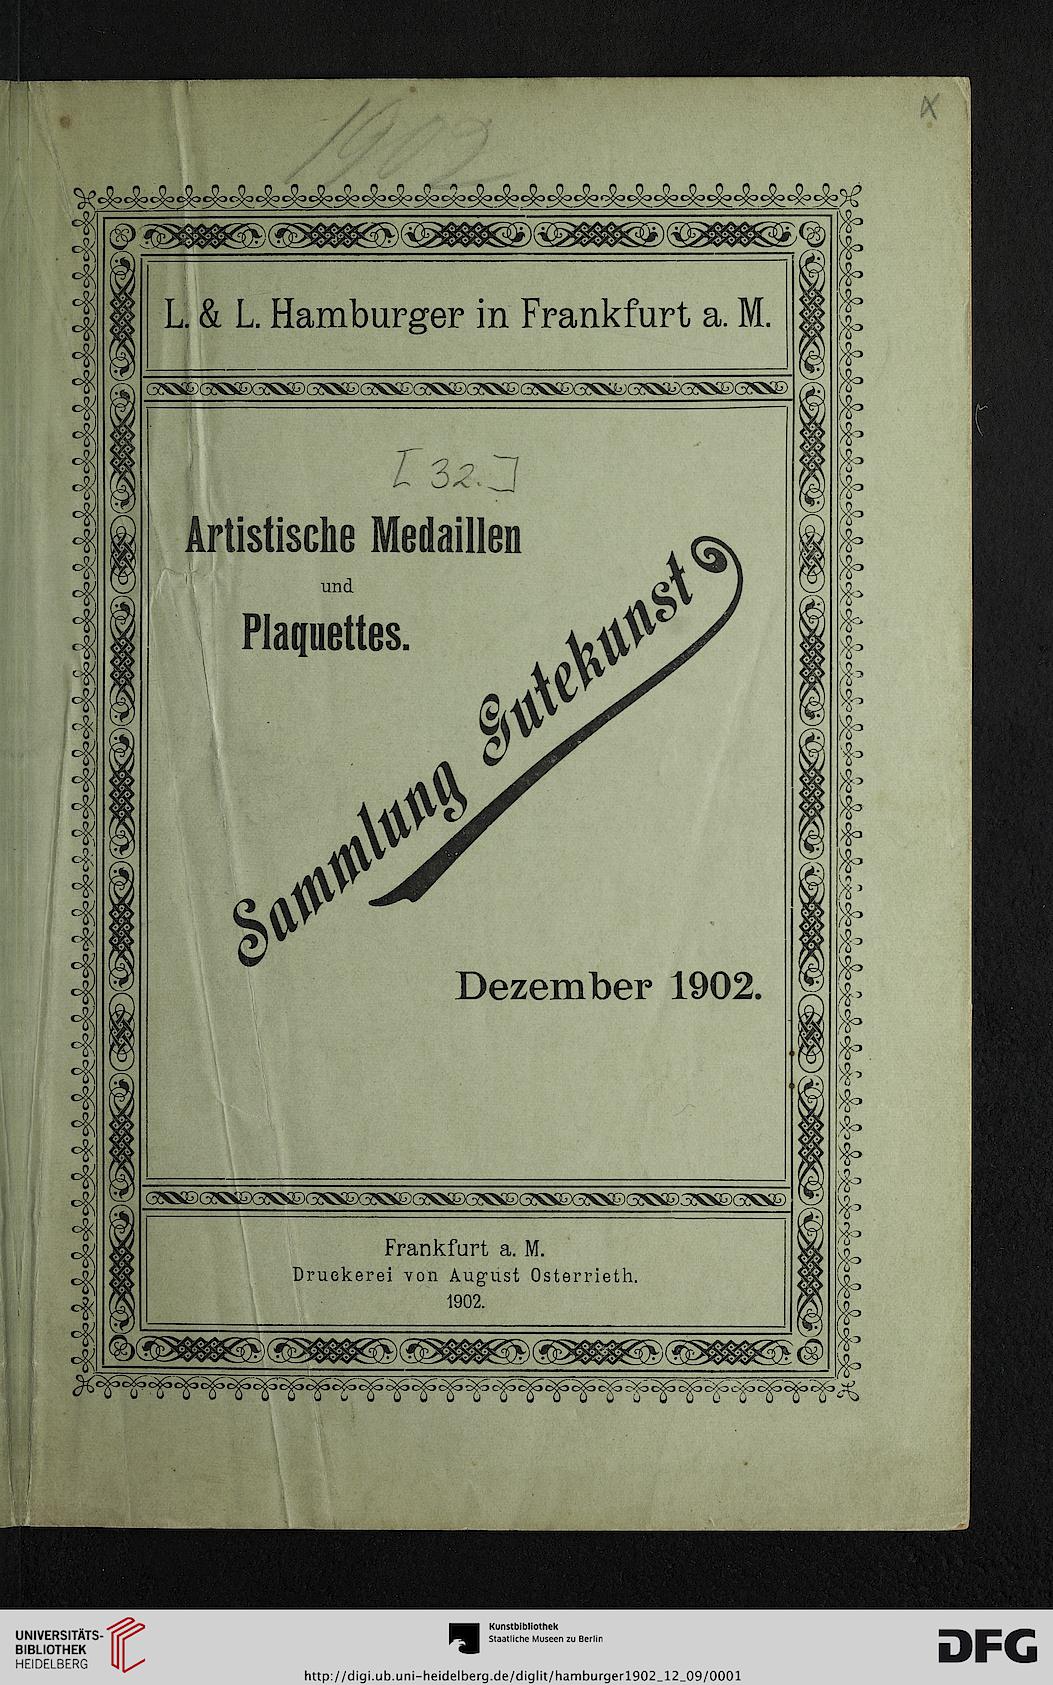 1902
x
L. & L. Hamburger in Frankfurt a. M.
[32.]
Artistische Medaillen
und
Plaquettes.
Sammlung Gutekunst
Dezember 1902.
Frankfurt a. M.
Druckerei von August Osterrieth.
1902.
UNIVERSITÄTS-
BIBLIOTHEK
HEIDELBERG
Kunstbibliothek
Staatliche Museen zu Berlin
DFG
http://digi.ub.uni-heidelberg.de/diglit/hamburger1902_12_09/0001